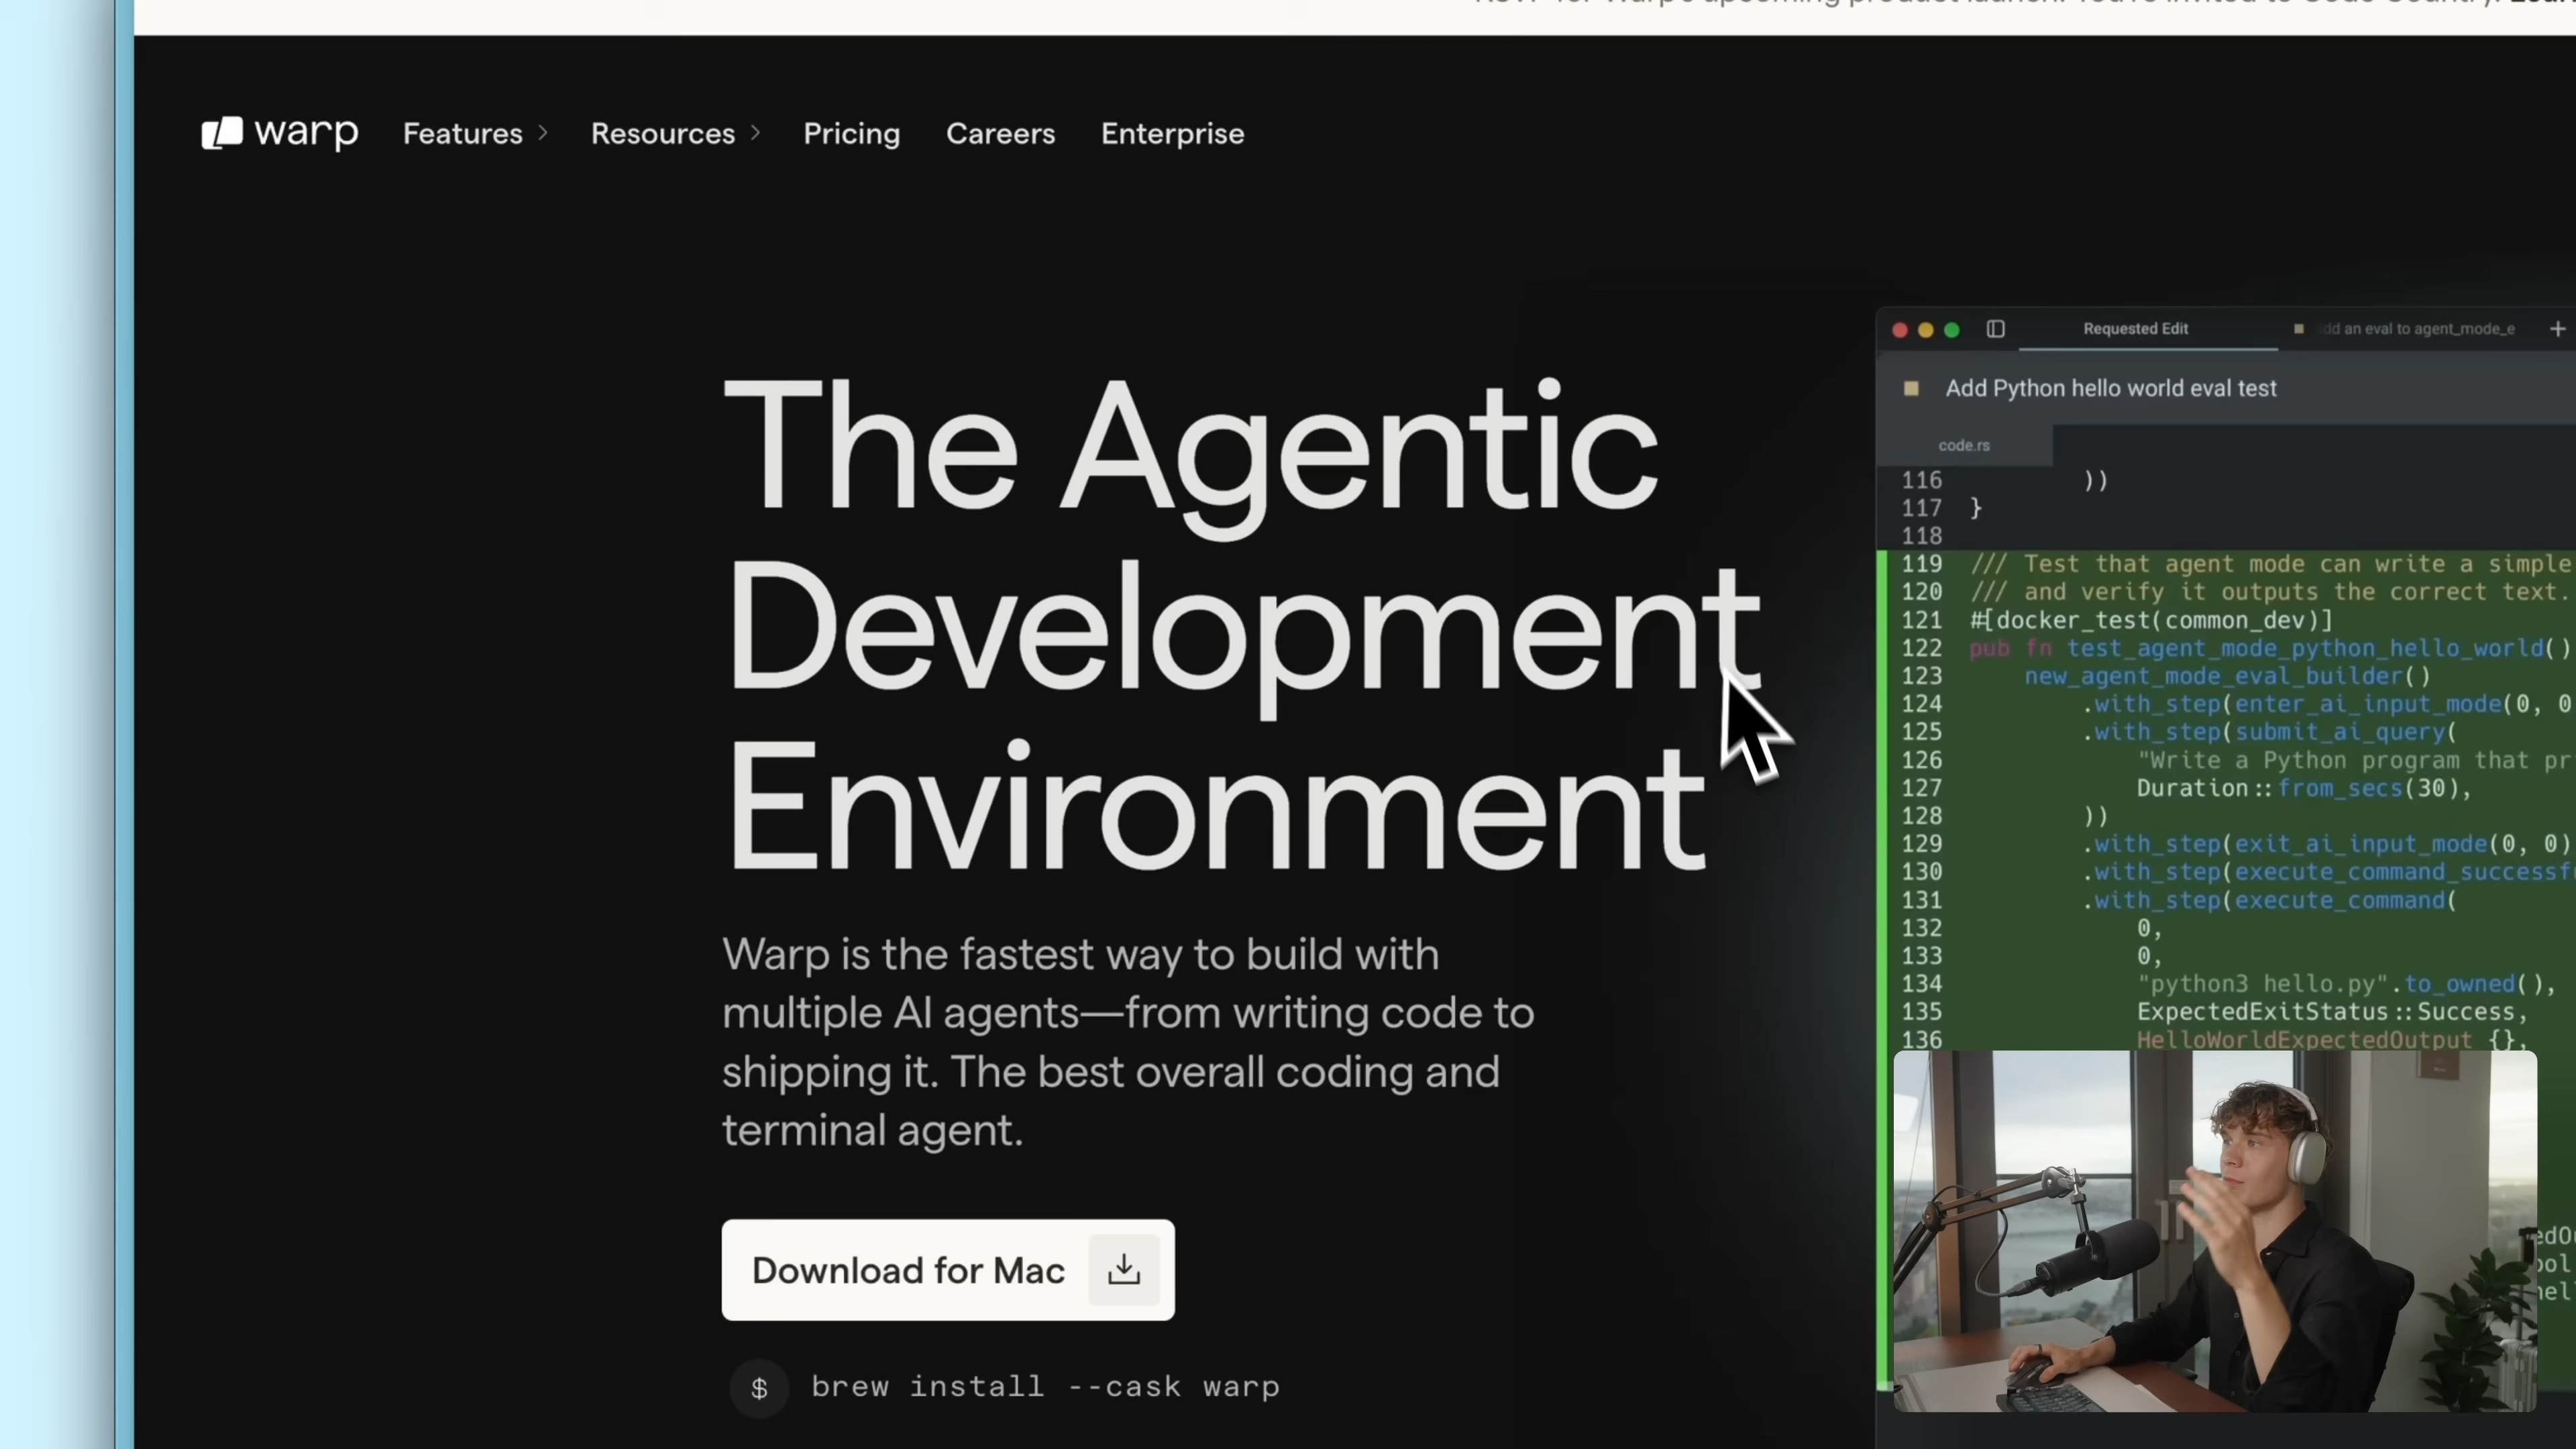 warp
Features
Resources
Pricing
Careers
Enterprise
The Agentic
Development
Environment
Warp is the fastest way to build with
multiple AI agents—from writing code to
shipping it. The best overall coding and
terminal agent.
Download for Mac
$ brew install --cask warp
Requested Edit
dd an eval to agent_mode_e
+
Add Python hello world eval test
code.rs
116 ))
117 }
118
119 /// Test that agent mode can write a simple
120 /// and verify it outputs the correct text.
121 #[docker_test(common_dev)]
122 pub fn test_agent_mode_python_hello_world()
123 new_agent_mode_eval_builder()
124 .with_step(enter_ai_input_mode(0, 0
125 .with_step(submit_ai_query(
126 "Write a Python program that pr
127 Duration::from_secs(30),
128 ))
129 .with_step(exit_ai_input_mode(0, 0)
130 .with_step(execute_command_successf
131 .with_step(execute_command(
132 0,
133 0,
134 "python3 hello.py".to_owned(),
135 ExpectedExitStatus::Success,
136 HelloWorldExpectedOutput {},